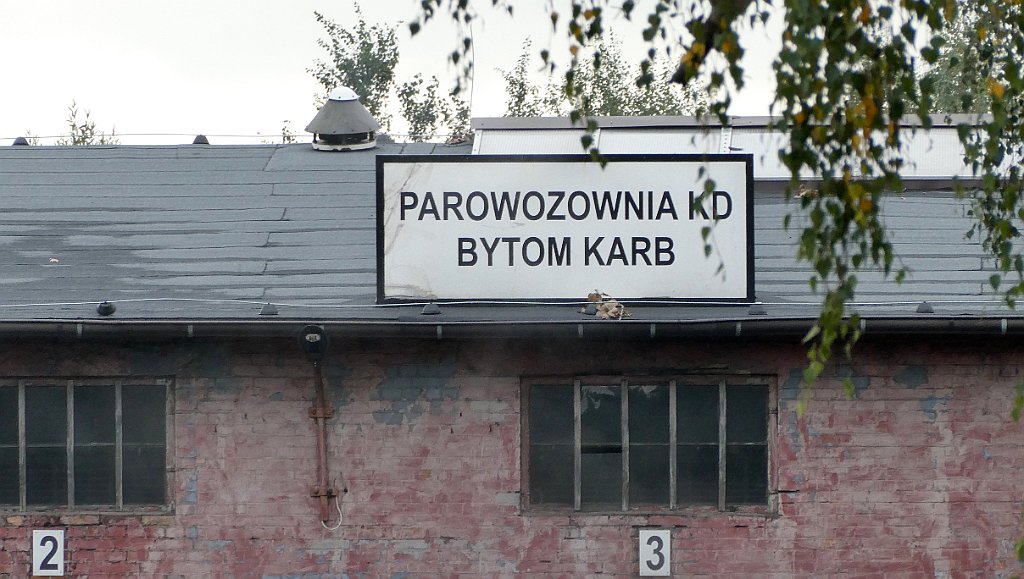 PAROWOZOWNIA KD
BYTOM KARB
2
3